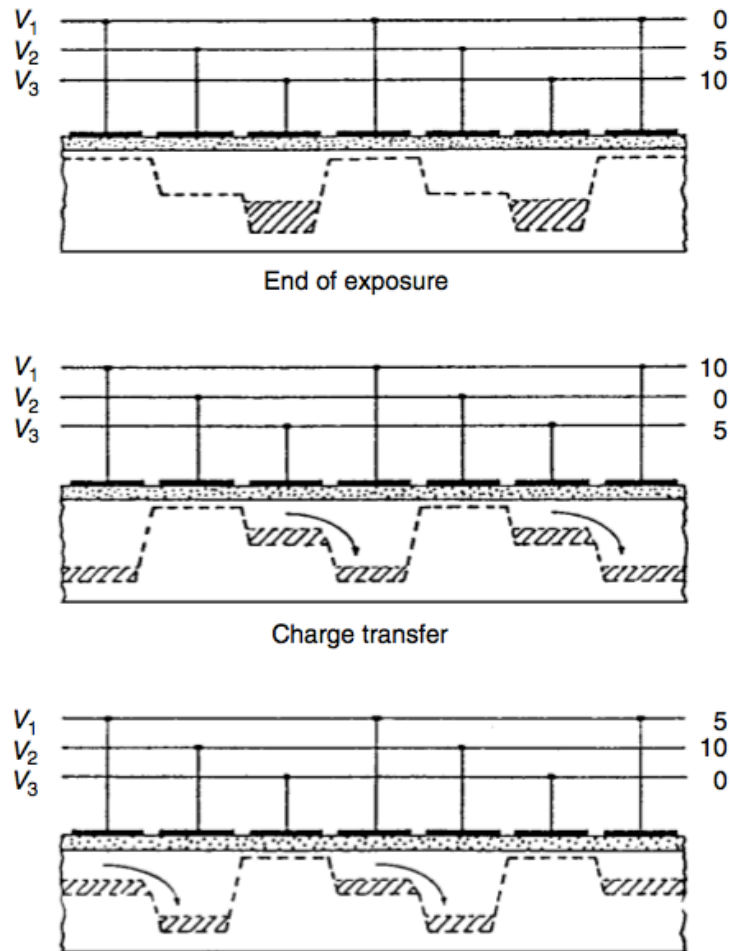 V₁ 0
V₂ 5
V₃ 10
End of exposure
V₁ 10
V₂ 0
V₃ 5
Charge transfer
V₁ 5
V₂ 10
V₃ 0